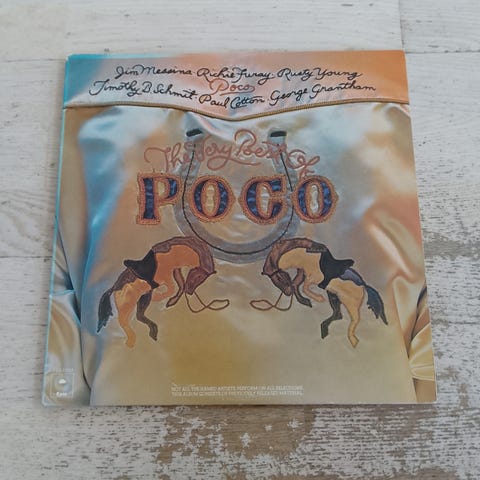 Jim Messina · Richie Furay · Rusty Young
Poco
Timothy B. Schmit · Paul Cotton · George Grantham
The Very Best of
POCO
NOT ALL THE NAMED ARTISTS PERFORM ON ALL SELECTIONS.
THIS ALBUM CONSISTS OF PREVIOUSLY RELEASED MATERIAL.
Epic